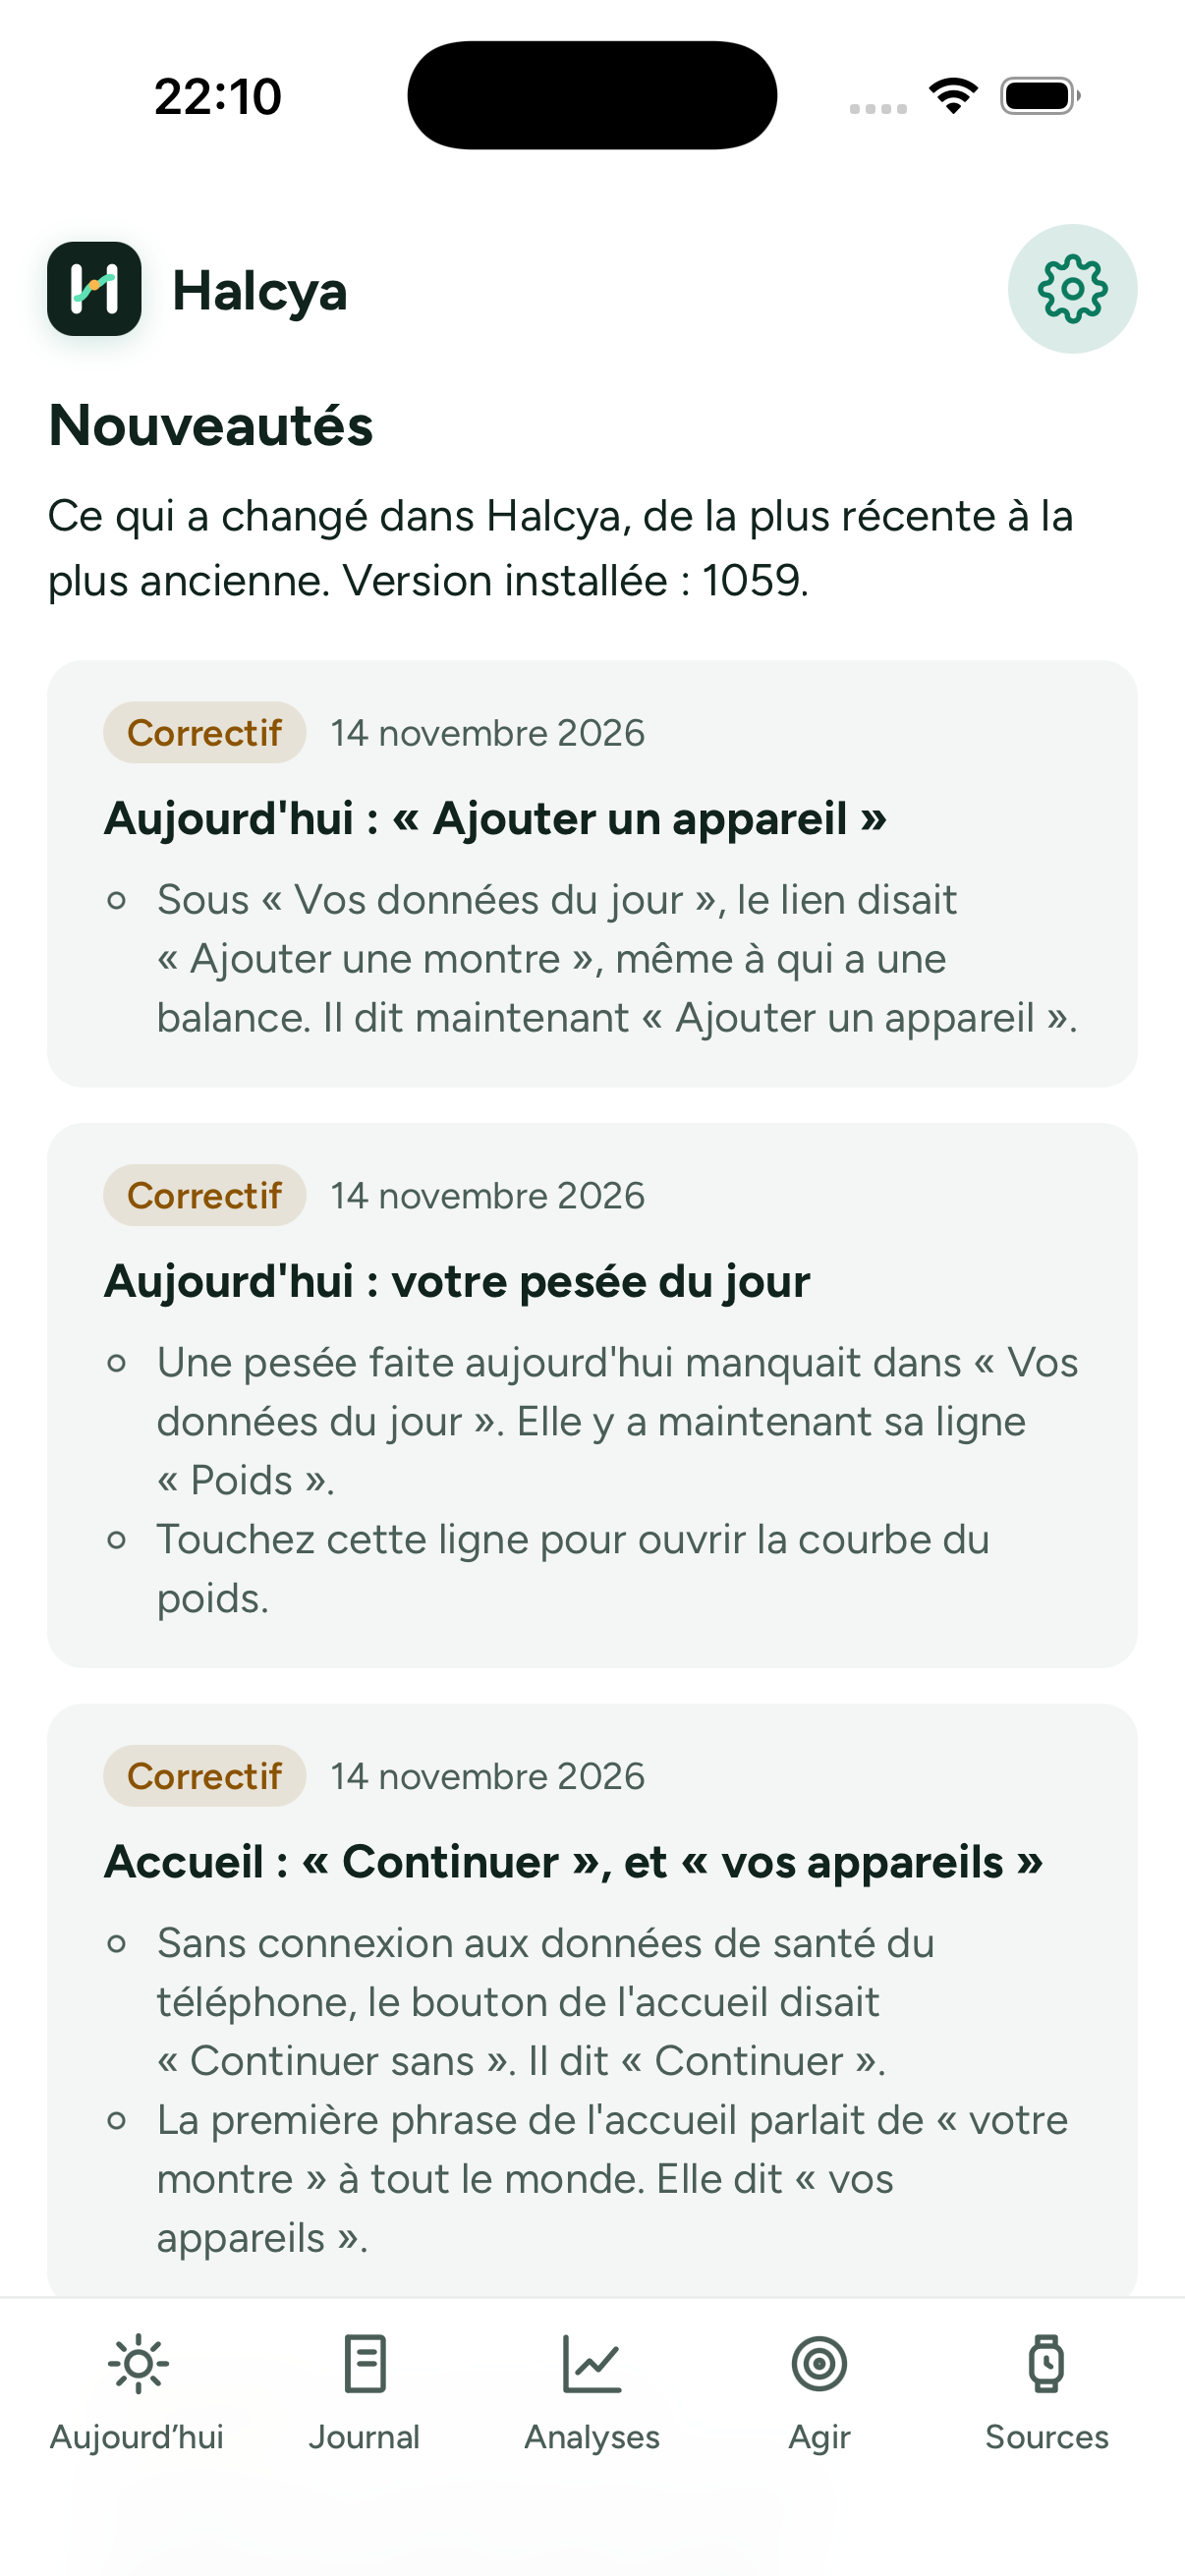 22:10
Halcya
Nouveautés
Ce qui a changé dans Halcya, de la plus récente à la
plus ancienne. Version installée : 1059.
Correctif 14 novembre 2026
Aujourd'hui : « Ajouter un appareil »
Sous « Vos données du jour », le lien disait
« Ajouter une montre », même à qui a une
balance. Il dit maintenant « Ajouter un appareil ».
Correctif 14 novembre 2026
Aujourd'hui : votre pesée du jour
Une pesée faite aujourd'hui manquait dans « Vos
données du jour ». Elle y a maintenant sa ligne
« Poids ».
Touchez cette ligne pour ouvrir la courbe du
poids.
Correctif 14 novembre 2026
Accueil : « Continuer », et « vos appareils »
Sans connexion aux données de santé du
téléphone, le bouton de l'accueil disait
« Continuer sans ». Il dit « Continuer ».
La première phrase de l'accueil parlait de « votre
montre » à tout le monde. Elle dit « vos
appareils ».
Aujourd’hui Journal Analyses Agir Sources